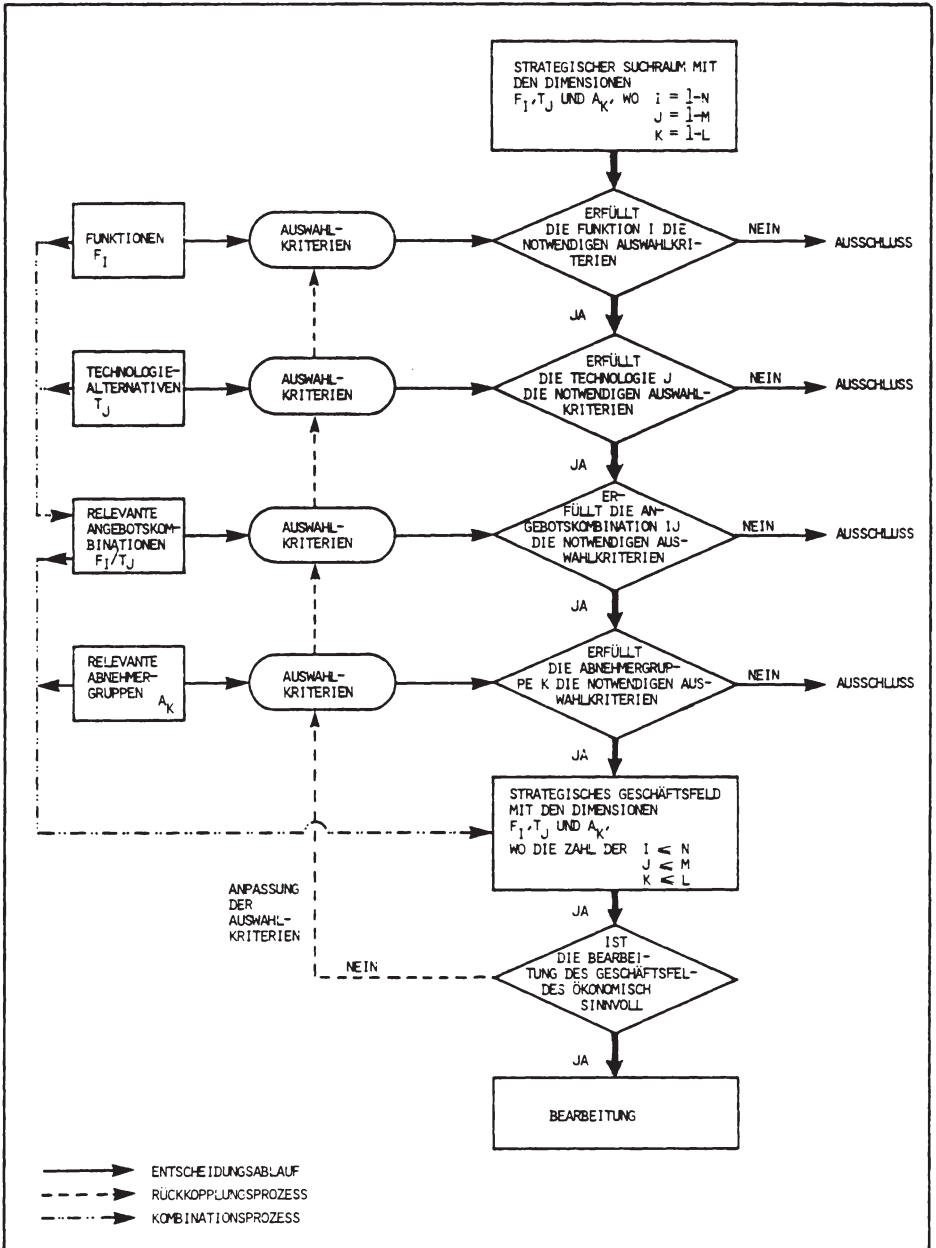 STRATEGISCHER SUCHRAUM MIT
DEN DIMENSIONEN
F_I, T_J UND A_K, WO I = 1-N
J = 1-M
K = 1-L
FUNKTIONEN
F_I
AUSWAHL-
KRITERIEN
ERFÜLLT
DIE FUNKTION I DIE
NOTWENDIGEN AUSWAHLKRI-
TERIEN
NEIN
AUSSCHLUSS
JA
TECHNOLOGIE-
ALTERNATIVEN
T_J
AUSWAHL-
KRITERIEN
ERFÜLLT
DIE TECHNOLOGIE J
DIE NOTWENDIGEN AUSWAHL-
KRITERIEN
NEIN
AUSSCHLUSS
JA
RELEVANTE
ANGEBOTSKOM-
BINATIONEN
F_I/T_J
AUSWAHL-
KRITERIEN
ER-
FÜLLT DIE AN-
GEBOTSKOMBINATION IJ
DIE NOTWENDIGEN AUS-
WAHLKRITERIEN
NEIN
AUSSCHLUSS
JA
RELEVANTE
ABNEHMER-
GRUPPEN A_K
AUSWAHL-
KRITERIEN
ERFÜLLT
DIE ABNEHMERGRUP-
PE K DIE NOTWENDIGEN AUS-
WAHLKRITERIEN
NEIN
AUSSCHLUSS
JA
STRATEGISCHES GESCHÄFTSFELD
MIT DEN DIMENSIONEN
F_I, T_J UND A_K,
WO DIE ZAHL DER I ≤ N
J ≤ M
K ≤ L
ANPASSUNG
DER
AUSWAHL-
KRITERIEN
JA
IST
DIE BEARBEI-
TUNG DES GESCHÄFTSFEL-
DES ÖKONOMISCH
SINNVOLL
NEIN
JA
BEARBEITUNG
ENTSCHEIDUNGSABLAUF
RÜCKKOPPLUNGSPROZESS
KOMBINATIONSPROZESS